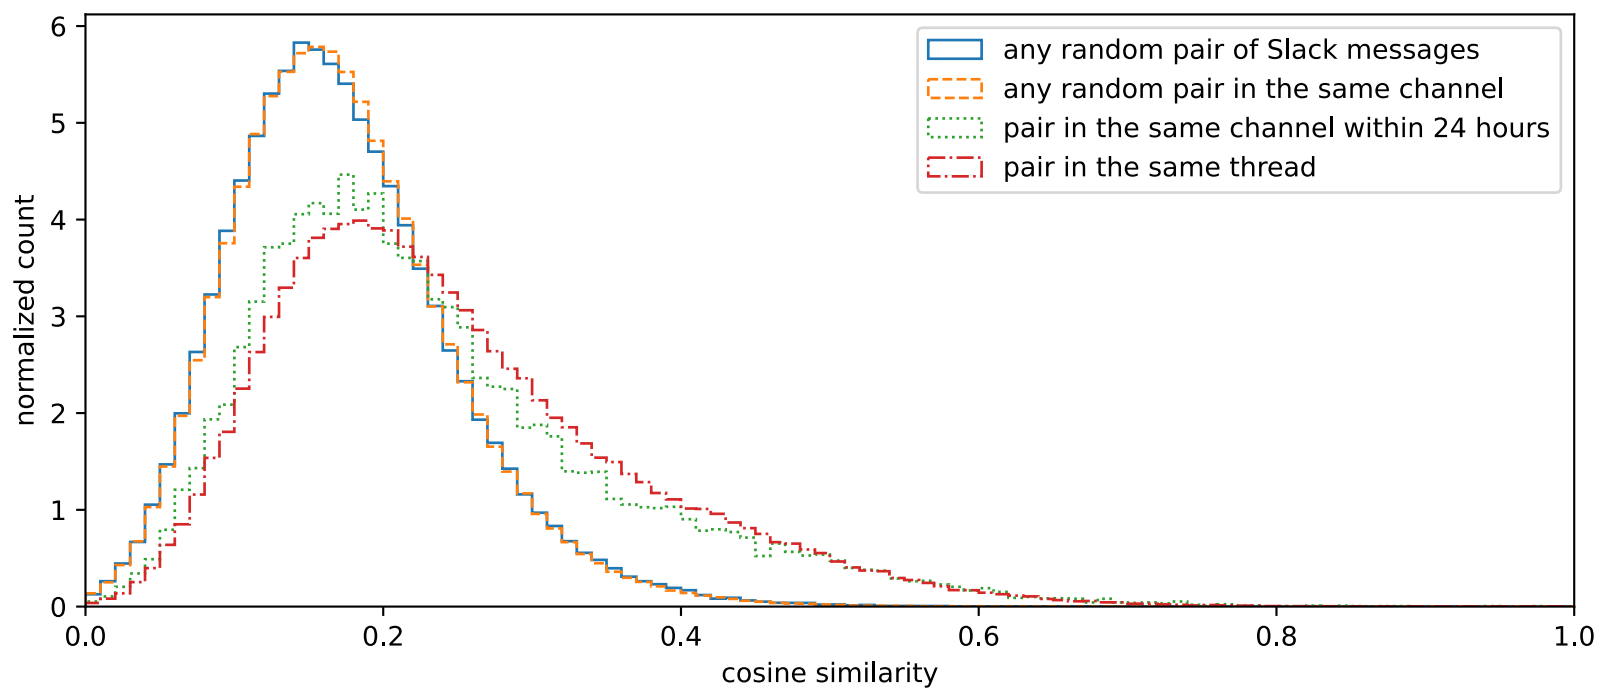 6
5
4
3
2
1
0
normalized count
any random pair of Slack messages
any random pair in the same channel
pair in the same channel within 24 hours
pair in the same thread
0.0 0.2 0.4 0.6 0.8 1.0
cosine similarity